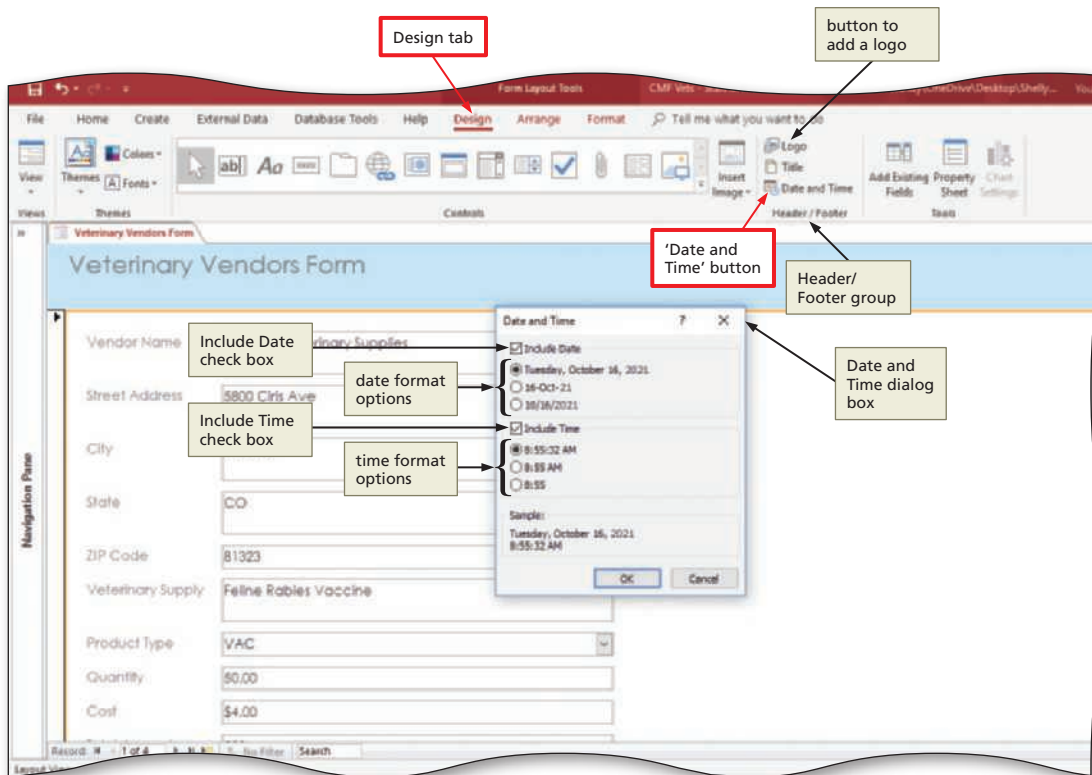 button to
add a logo
Design tab
Form Layout Tools
CMF Vets -
File Home Create External Data Database Tools Help Design Arrange Format Tell me what you want to do
View
Themes
Colors
Fonts
ab|
Aa
Insert
Image
Logo
Title
Date and Time
Add Existing
Fields
Property
Sheet
Chart
Settings
Views
Themes
Controls
Header / Footer
Tools
Veterinary Vendors Form
Veterinary Vendors Form
'Date and
Time' button
Header/
Footer group
Date and Time ? X
Include Date
check box
Vendor Name
Supplies
Include Date
date format
options
Tuesday, October 16, 2021
16-Oct-21
10/16/2021
Date and
Time dialog
box
Street Address
5800 Ciris Ave
Include Time
check box
Include Time
City
time format
options
8:55:32 AM
8:55 AM
8:55
Navigation Pane
State
CO
Sample:
Tuesday, October 16, 2021
8:55:32 AM
ZIP Code
81323
OK
Cancel
Veterinary Supply
Feline Rabies Vaccine
Product Type
VAC
Quantity
50.00
Cost
$4.00
Record: 1 of 4 No Filter Search